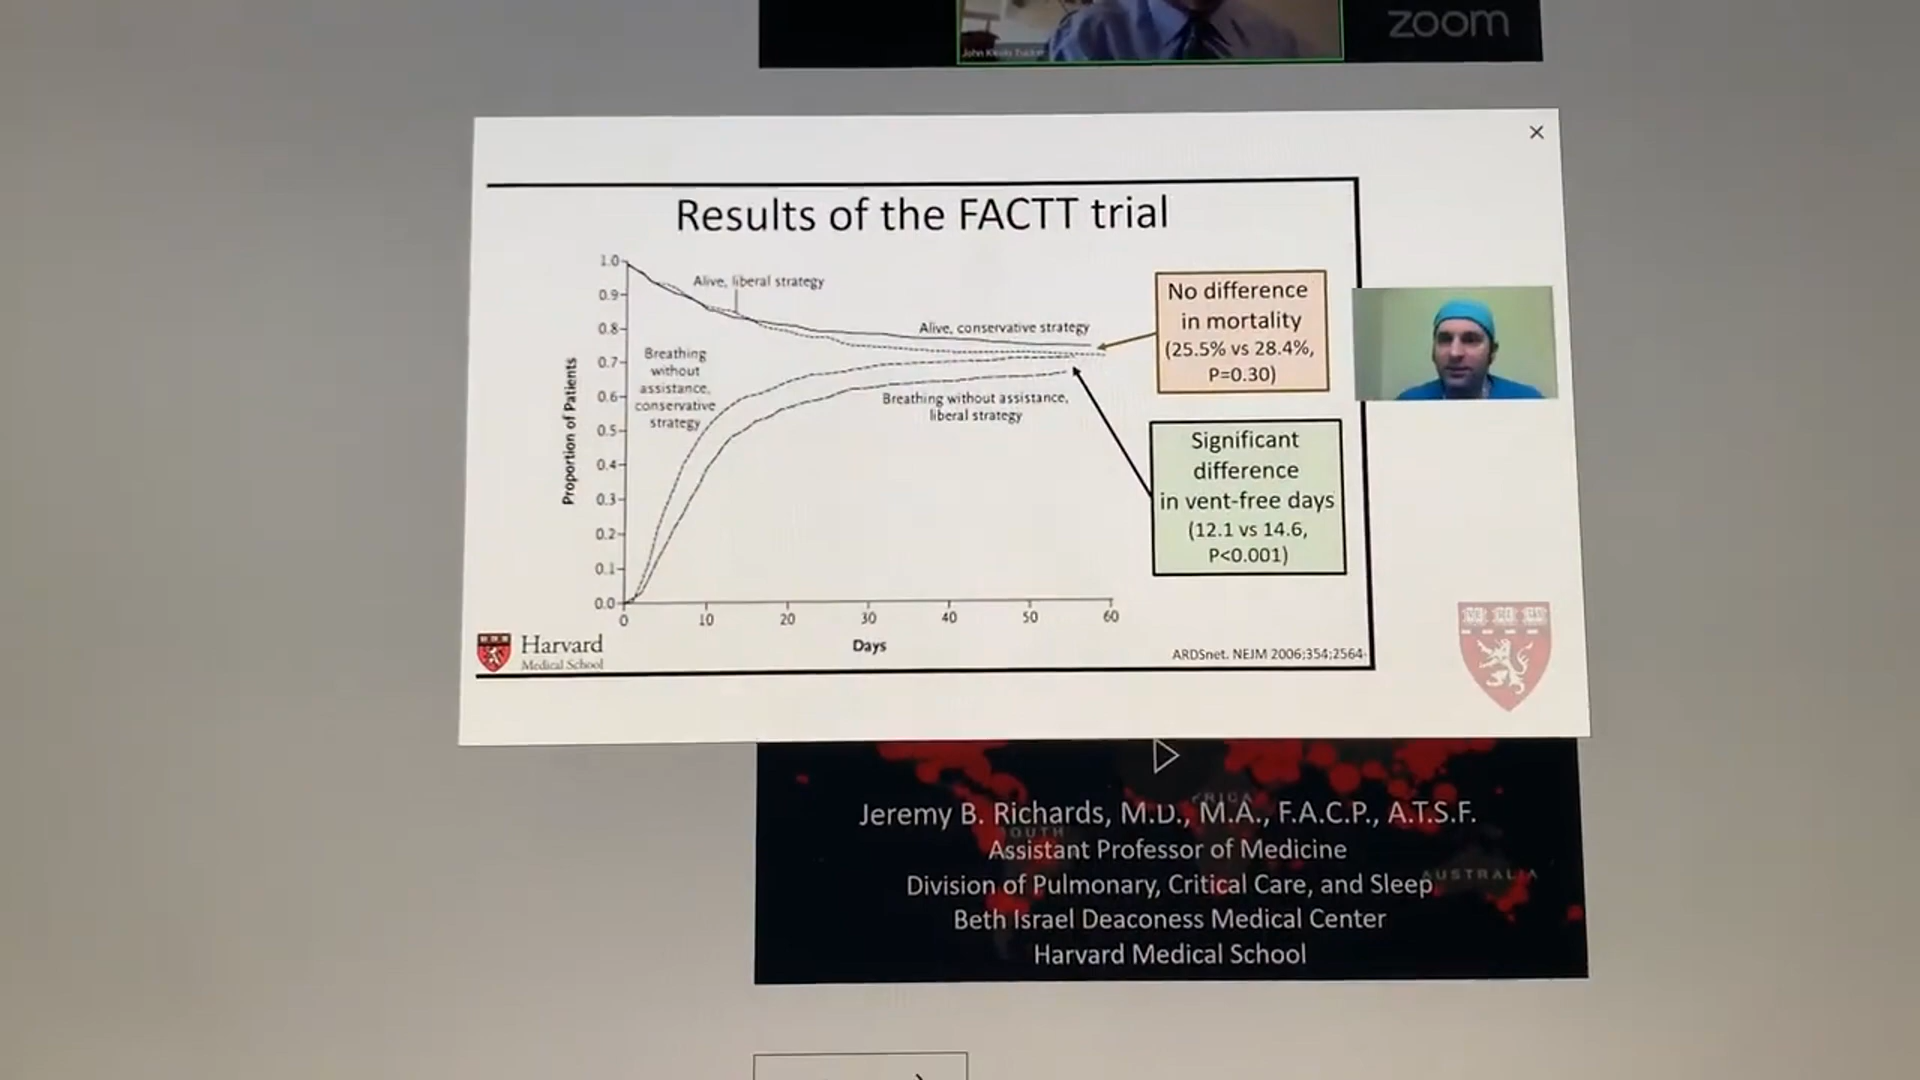 zoom
Results of the FACTT trial
1.0
0.9
0.8
0.7
0.6
0.5
0.4
0.3
0.2
0.1
0.0
Proportion of Patients
Alive, liberal strategy
Alive, conservative strategy
Breathing
without
assistance,
conservative
strategy
Breathing without assistance,
liberal strategy
0 10 20 30 40 50 60
Days
No difference
in mortality
(25.5% vs 28.4%,
P=0.30)
Significant
difference
in vent-free days
(12.1 vs 14.6,
P<0.001)
Harvard
Medical School
ARDSnet. NEJM 2006;354;2564
Jeremy B. Richards, M.D., M.A., F.A.C.P., A.T.S.F.
SOUTH
Assistant Professor of Medicine
Division of Pulmonary, Critical Care, and Sleep
AUSTRALIA
Beth Israel Deaconess Medical Center
Harvard Medical School